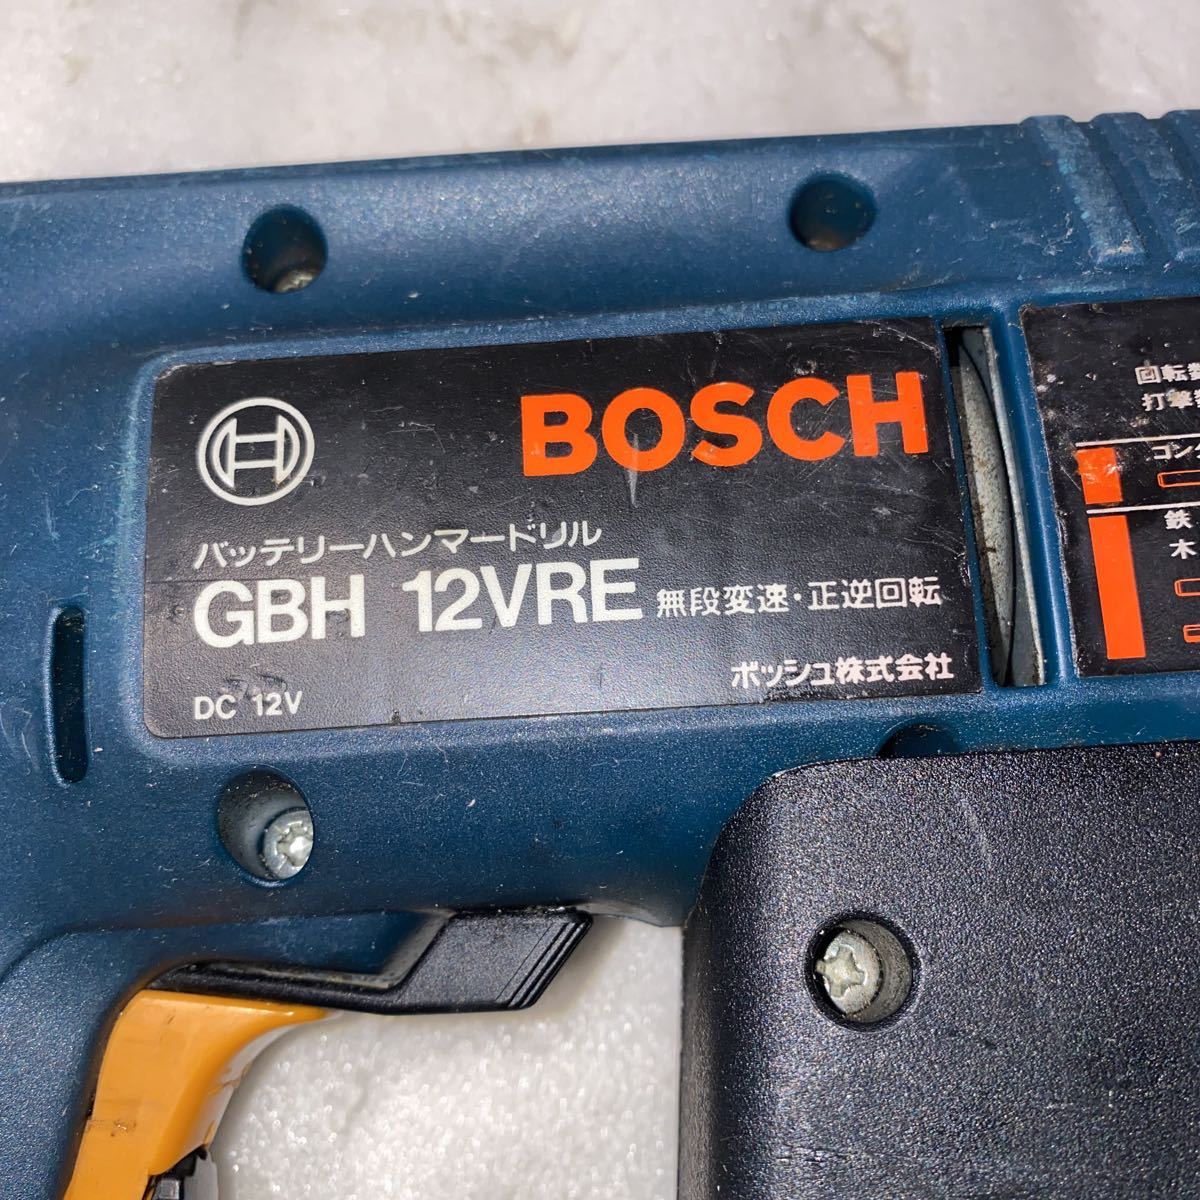 BOSCH
バッテリーハンマードリル
GBH 12VRE 無段変速・正逆回転
DC 12V
ボッシュ株式会社
回転
打撃
コン
鉄
木